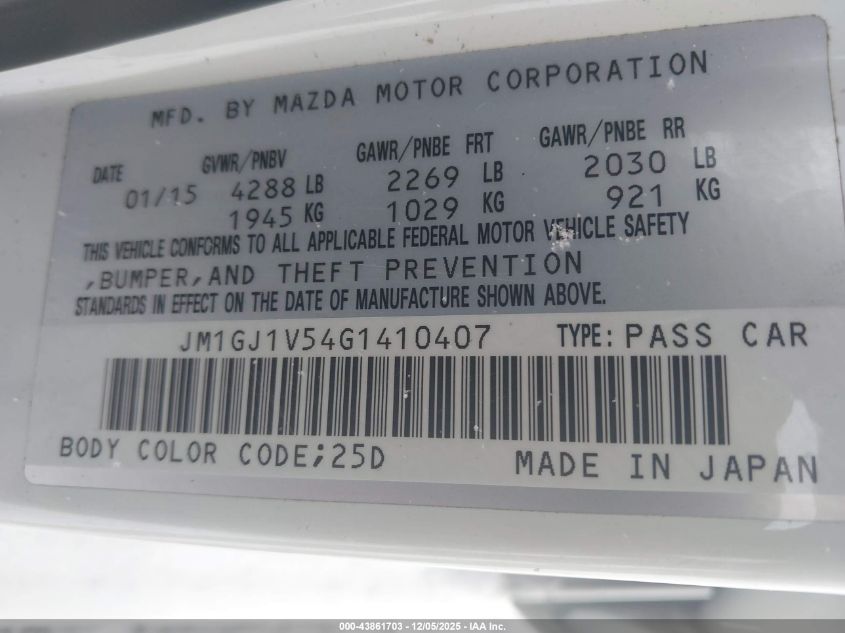 MFD. BY MAZDA MOTOR CORPORATION
DATE GVWR/PNBV GAWR/PNBE FRT GAWR/PNBE RR
01/15 4288 LB 2269 LB 2030 LB
1945 KG 1029 KG 921 KG
THIS VEHICLE CONFORMS TO ALL APPLICABLE FEDERAL MOTOR VEHICLE SAFETY
,BUMPER,AND THEFT PREVENTION
STANDARDS IN EFFECT ON THE DATE OF MANUFACTURE SHOWN ABOVE.
JM1GJ1V54G1410407 TYPE: PASS CAR
BODY COLOR CODE;25D MADE IN JAPAN
000-43861703 - 12/05/2025 - IAA Inc.